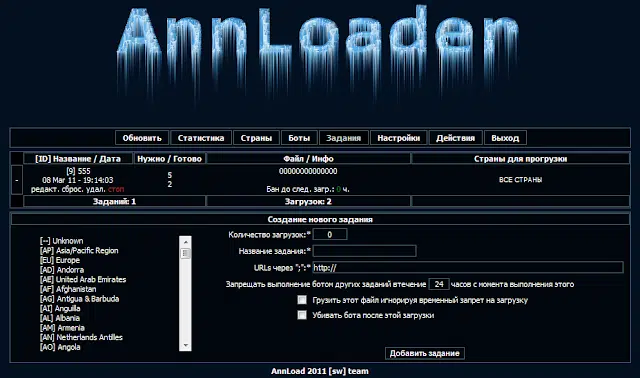 AnnLoader
Обновить Статистика Страны Боты Задания Настройки Действия Выход
[ID] Название / Дата Нужно / Готово Файл / Инфо Страны для прогрузки
- [9] 555 5 00000000000000 ВСЕ СТРАНЫ
08 Mar 11 - 19:14:03 2
редакт. сброс. удал. стоп Бан до след. загр.: 0 ч.
Заданий: 1 Загрузок: 2
Создание нового задания
Количество загрузок:* 0
Название задания:*
URLs через ";":* http://
Запрещать выполнение ботом других заданий втечение 24 часов с момента выполнения этого
Грузить этот файл игнорируя временный запрет на загрузку
Убивать бота после этой загрузки
[--] Unknown
[AP] Asia/Pacific Region
[EU] Europe
[AD] Andorra
[AE] United Arab Emirates
[AF] Afghanistan
[AG] Antigua & Barbuda
[AI] Anguilla
[AL] Albania
[AM] Armenia
[AN] Netherlands Antilles
[AO] Angola
Добавить задание
AnnLoad 2011 [sw] team